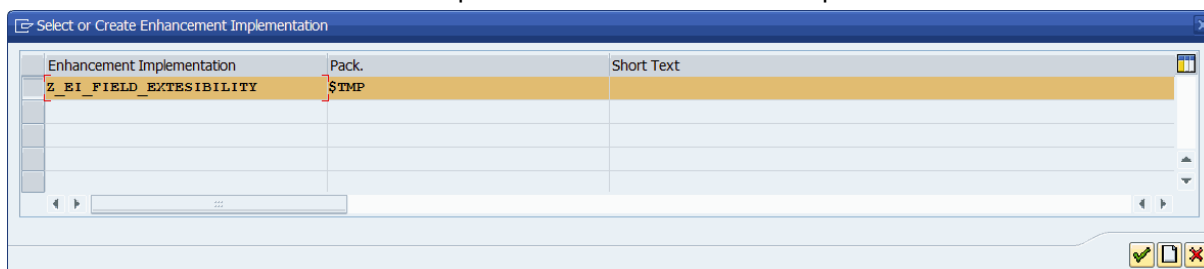 Select or Create Enhancement Implementation
Enhancement Implementation Pack. Short Text
Z_EI_FIELD_EXTESIBILITY $TMP